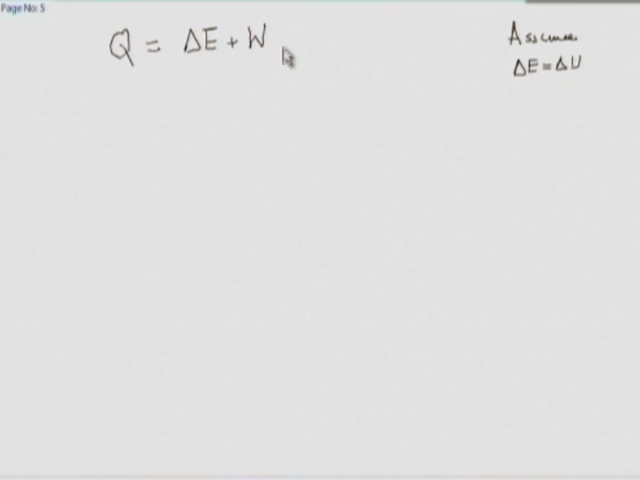 Page No: 5
Q = ΔE + W
Assume
ΔE = ΔU